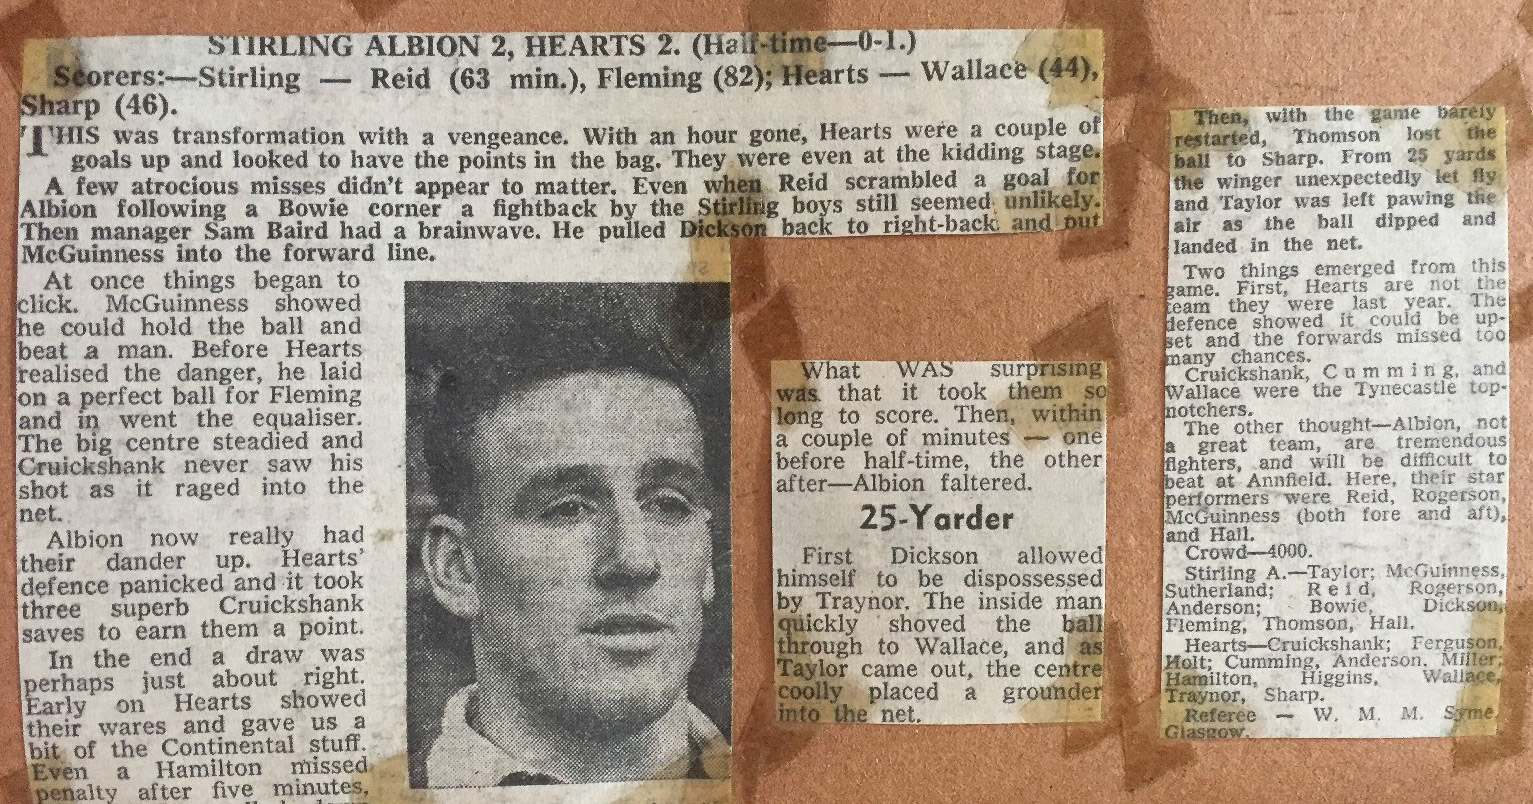 STIRLING ALBION 2, HEARTS 2. (Half-time—0-1.)
Scorers:—Stirling — Reid (63 min.), Fleming (82); Hearts — Wallace (44),
Sharp (46).
THIS was transformation with a vengeance. With an hour gone, Hearts were a couple of
goals up and looked to have the points in the bag. They were even at the kidding stage.
A few atrocious misses didn't appear to matter. Even when Reid scrambled a goal for
Albion following a Bowie corner a fightback by the Stirling boys still seemed unlikely.
Then manager Sam Baird had a brainwave. He pulled Dickson back to right-back and put
McGuinness into the forward line.
At once things began to
click. McGuinness showed
he could hold the ball and
beat a man. Before Hearts
realised the danger, he laid
on a perfect ball for Fleming
and in went the equaliser.
The big centre steadied and
Cruickshank never saw his
shot as it raged into the
net.
Albion now really had
their dander up. Hearts'
defence panicked and it took
three superb Cruickshank
saves to earn them a point.
In the end a draw was
perhaps just about right.
Early on Hearts showed
their wares and gave us a
bit of the Continental stuff.
Even a Hamilton missed
penalty after five minutes,
What WAS surprising
was that it took them so
long to score. Then, within
a couple of minutes — one
before half-time, the other
after—Albion faltered.
25-Yarder
First Dickson allowed
himself to be dispossessed
by Traynor. The inside man
quickly shoved the ball
through to Wallace, and as
Taylor came out, the centre
coolly placed a grounder
into the net.
Then, with the game barely
restarted, Thomson lost the
ball to Sharp. From 25 yards
the winger unexpectedly let fly
and Taylor was left pawing the
air as the ball dipped and
landed in the net.
Two things emerged from this
game. First, Hearts are not the
team they were last year. The
defence showed it could be up-
set and the forwards missed too
many chances.
Cruickshank, Cumming, and
Wallace were the Tynecastle top-
notchers.
The other thought—Albion, not
a great team, are tremendous
fighters, and will be difficult to
beat at Annfield. Here, their star
performers were Reid, Rogerson,
McGuinness (both fore and aft),
and Hall.
Crowd—4000.
Stirling A.—Taylor; McGuinness,
Sutherland; Reid, Rogerson,
Anderson; Bowie, Dickson,
Fleming, Thomson, Hall.
Hearts—Cruickshank; Ferguson,
Holt; Cumming, Anderson, Miller;
Hamilton, Higgins, Wallace,
Traynor, Sharp.
Referee — W. M. M. Syme,
Glasgow.